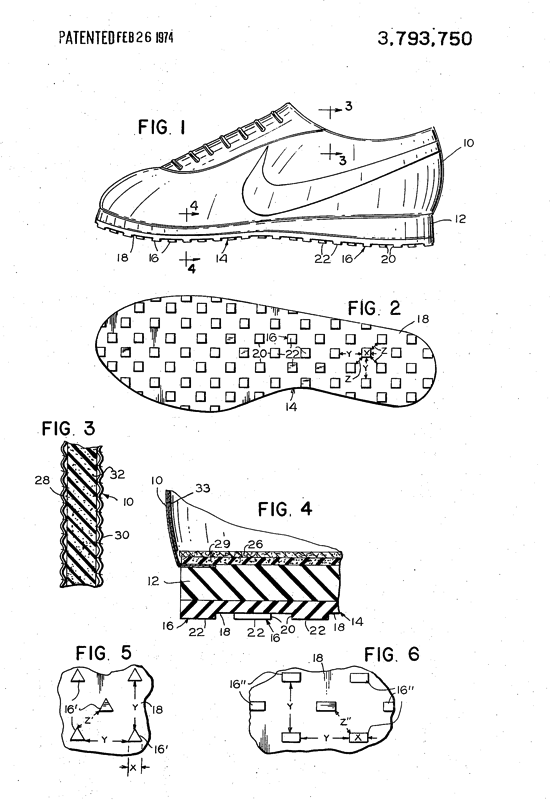 PATENTED FEB 26 1974
3,793,750
FIG. 1
3
3
10
4
12
18
16
4
14
22
16
20
FIG. 2
18
16
20
22
Y
X
Z
Z
Y
14
FIG. 3
28
32
10
30
10
33
FIG. 4
29
26
12
16
22
18
22
16
20
22
18
14
FIG. 5
16'
Z'
Y
18
Y
16'
X
FIG. 6
18
16"
16"
Y
Z"
Y
X